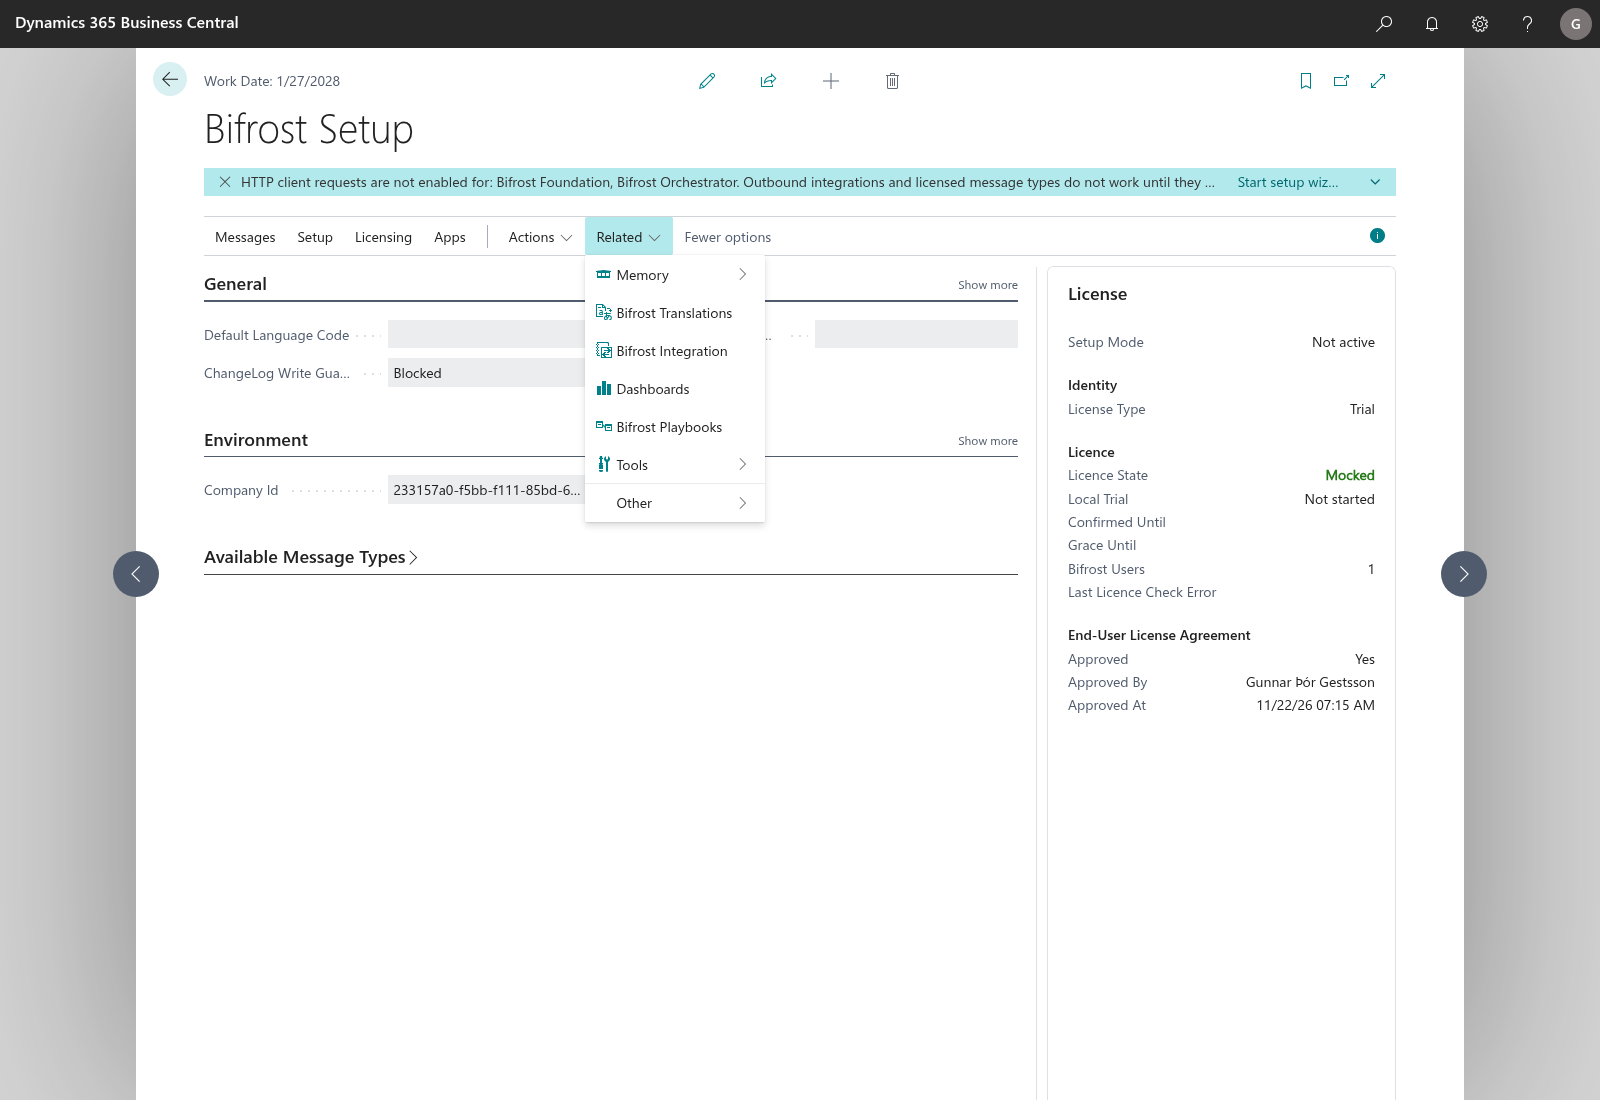 Dynamics 365 Business Central
G
Work Date: 1/27/2028
Bifrost Setup
HTTP client requests are not enabled for: Bifrost Foundation, Bifrost Orchestrator. Outbound integrations and licensed message types do not work until they ...
Start setup wiz...
Messages
Setup
Licensing
Apps
Actions
Related
Fewer options
Memory
Bifrost Translations
Bifrost Integration
Dashboards
Bifrost Playbooks
Tools
Other
General
Show more
Default Language Code
ChangeLog Write Gua...
Blocked
Environment
Show more
Company Id
233157a0-f5bb-f111-85bd-6...
Available Message Types
License
Setup Mode Not active
Identity
License Type Trial
Licence
Licence State Mocked
Local Trial Not started
Confirmed Until
Grace Until
Bifrost Users 1
Last Licence Check Error
End-User License Agreement
Approved Yes
Approved By Gunnar Þór Gestsson
Approved At 11/22/26 07:15 AM